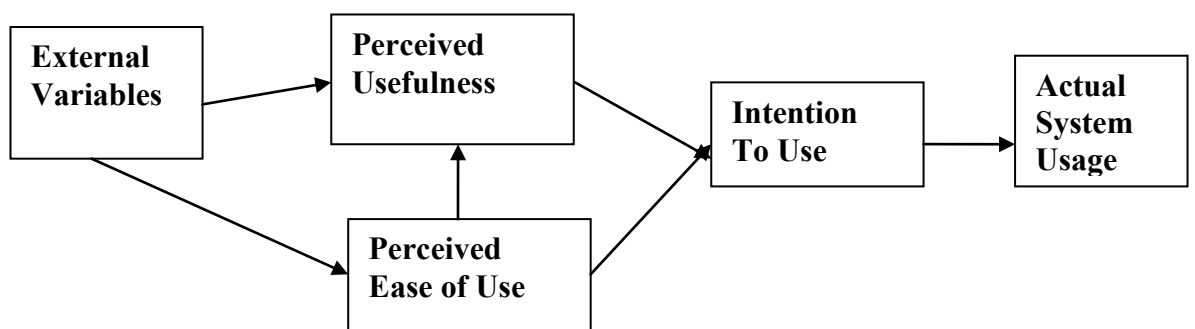 External
Variables
Perceived
Usefulness
Perceived
Ease of Use
Intention
To Use
Actual
System
Usage